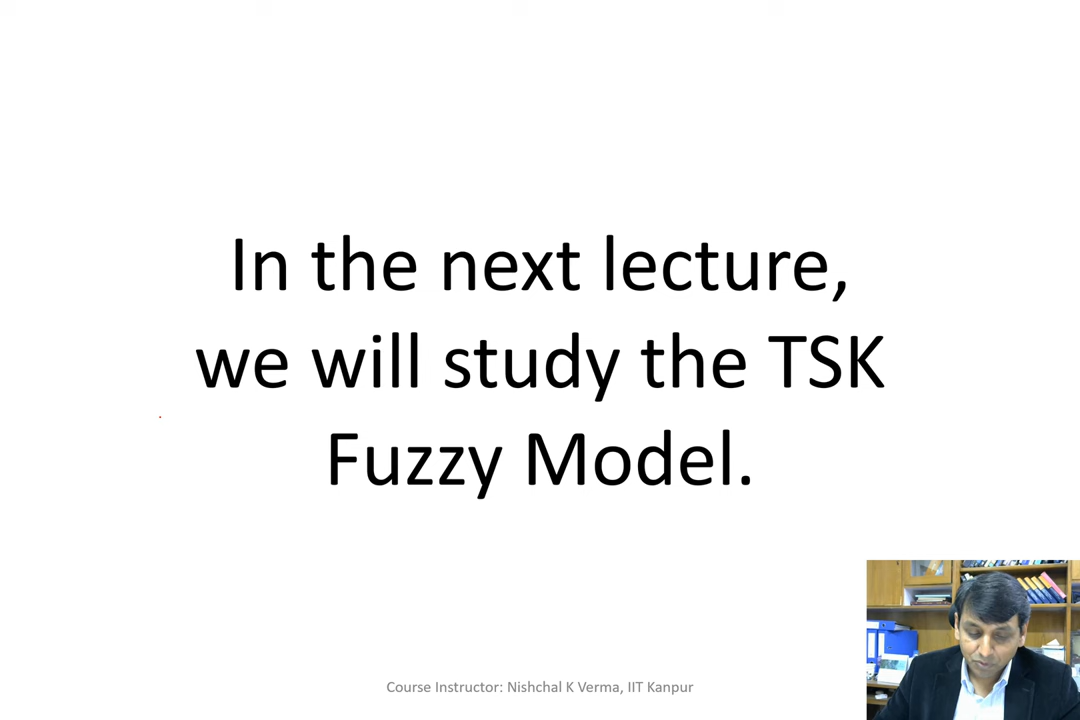 In the next lecture,
we will study the TSK
Fuzzy Model.
Course Instructor: Nishchal K Verma, IIT Kanpur